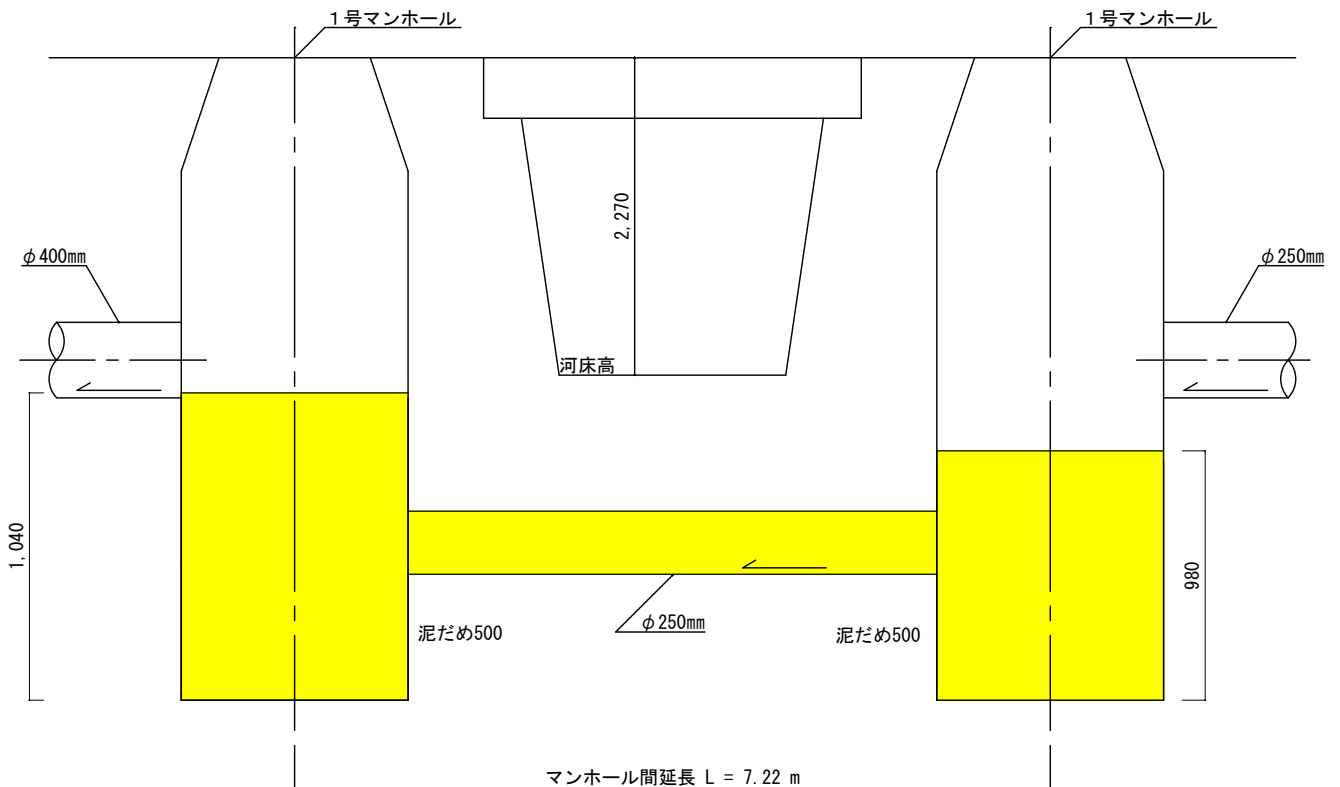 1号マンホール
1号マンホール
2,270
φ400mm
φ250mm
河床高
1,040
980
泥だめ500
φ250mm
泥だめ500
マンホール間延長 L = 7.22 m